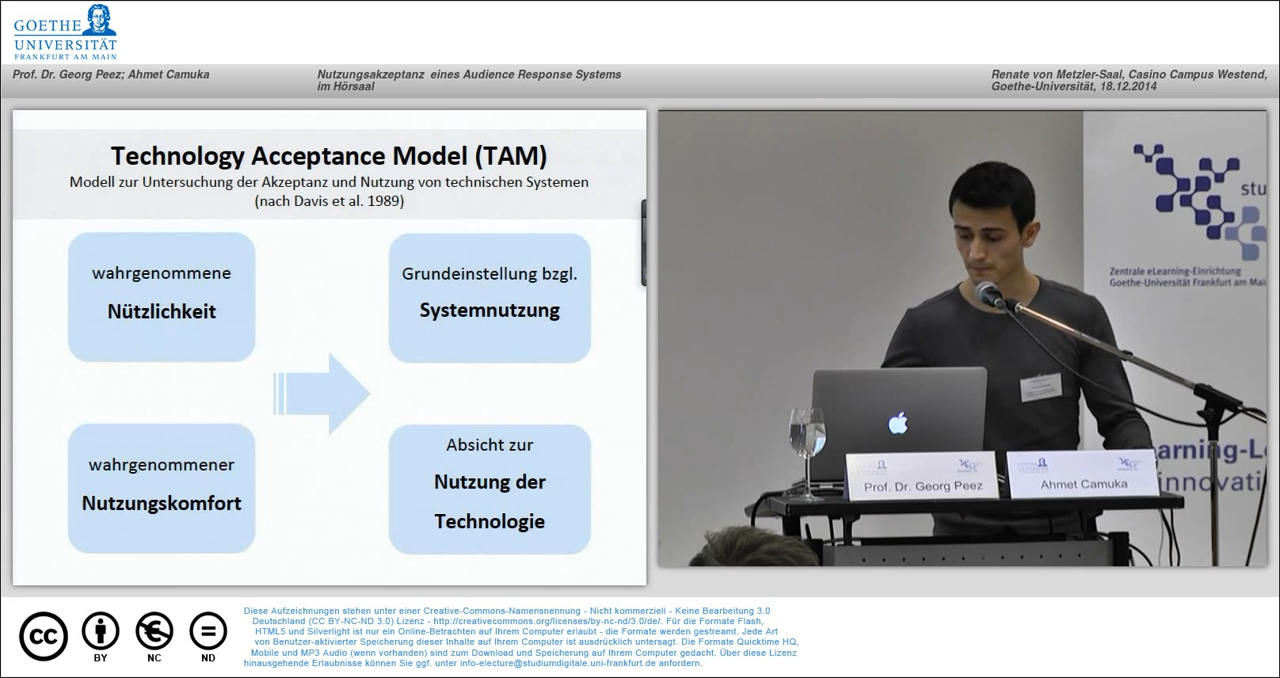 GOETHE
UNIVERSITÄT
FRANKFURT AM MAIN
Prof. Dr. Georg Peez; Ahmet Camuka
Nutzungsakzeptanz eines Audience Response Systems
im Hörsaal
Renate von Metzler-Saal, Casino Campus Westend,
Goethe-Universität, 18.12.2014
Technology Acceptance Model (TAM)
Modell zur Untersuchung der Akzeptanz und Nutzung von technischen Systemen
(nach Davis et al. 1989)
wahrgenommene
Nützlichkeit
Grundeinstellung bzgl.
Systemnutzung
wahrgenommener
Nutzungskomfort
Absicht zur
Nutzung der
Technologie
stu
Zentrale eLearning-Einrichtung
Goethe-Universität Frankfurt am Mai
arning-L
innovati
Prof. Dr. Georg Peez
Ahmet Camuka
cc
BY
NC
ND
Diese Aufzeichnungen stehen unter einer Creative-Commons-Namensnennung - Nicht kommerziell - Keine Bearbeitung 3.0
Deutschland (CC BY-NC-ND 3.0) Lizenz - http://creativecommons.org/licenses/by-nc-nd/3.0/de/. Für die Formate Flash,
HTML5 und Silverlight ist nur ein Online-Betrachten auf Ihrem Computer erlaubt - die Formate werden gestreamt. Jede Art
von Benutzer-aktivierter Speicherung dieser Inhalte auf Ihrem Computer ist ausdrücklich untersagt. Die Formate Quicktime HQ,
Mobile und MP3 Audio (wenn vorhanden) sind zum Download und Speicherung auf Ihrem Computer gedacht. Über diese Lizenz
hinausgehende Erlaubnisse können Sie ggf. unter info-electure@studiumdigitale.uni-frankfurt.de anfordern.